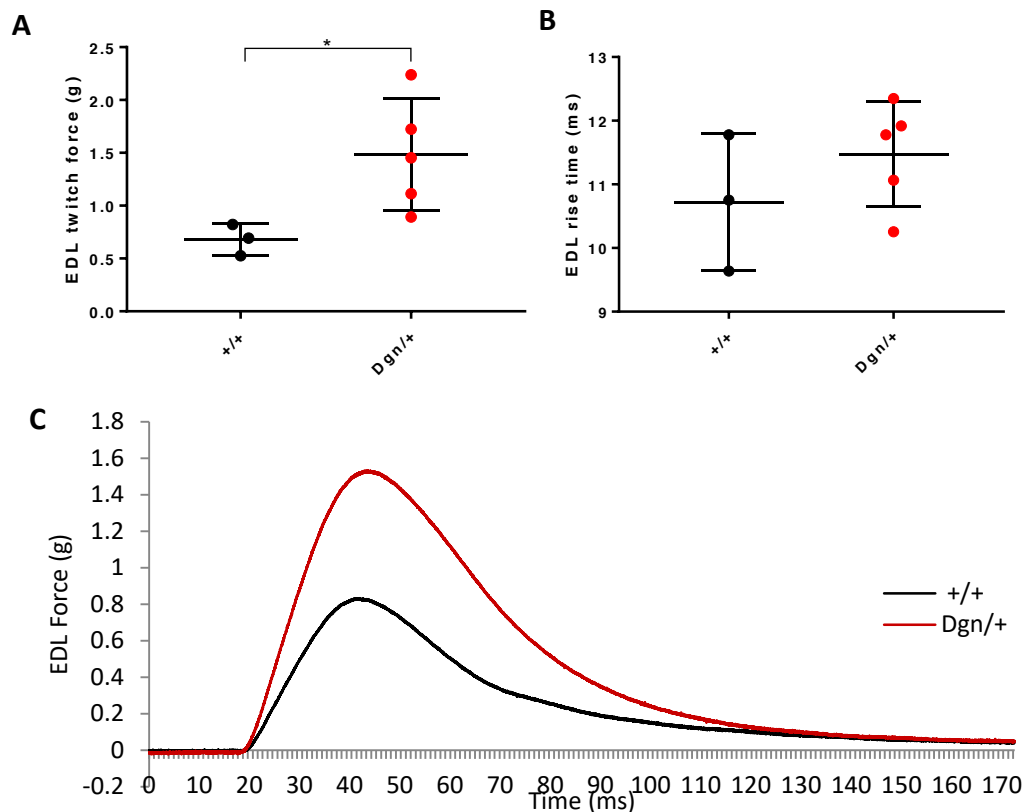 A
*
EDL twitch force (g)
2.5
2.0
1.5
1.0
0.5
0.0
+/+
Dgn/+
B
EDL rise time (ms)
13
12
11
10
9
+/+
Dgn/+
C
EDL Force (g)
1.8
1.6
1.4
1.2
1
0.8
0.6
0.4
0.2
0
-0.2
0 10 20 30 40 50 60 70 80 90 100 110 120 130 140 150 160 170
Time (ms)
+/+
Dgn/+